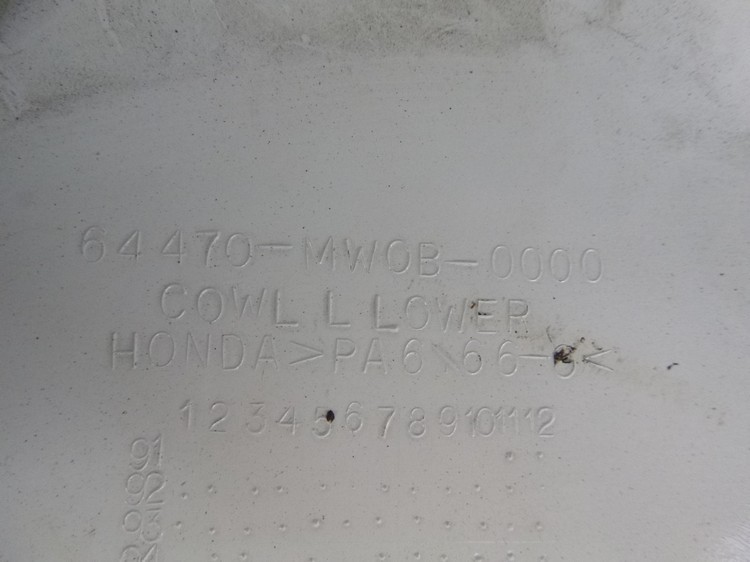 64470-MW0B-0000
COWL L LOWER
HONDA >PA6\66-G<
1 2 3 4 5 6 7 8 9 10 11 12
91
92
93